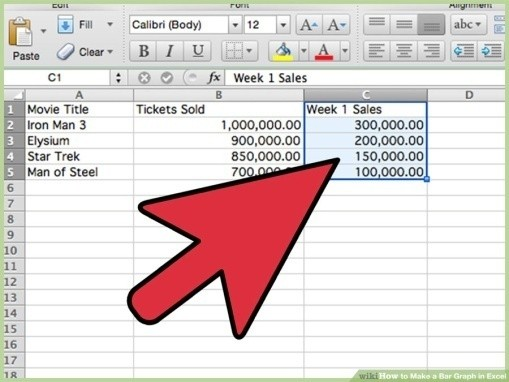 Edit Font Alignment
Paste Fill Clear
Calibri (Body) 12 A A abc
B I U A
C1 fx Week 1 Sales
A B C D
1 Movie Title Tickets Sold Week 1 Sales
2 Iron Man 3 1,000,000.00 300,000.00
3 Elysium 900,000.00 200,000.00
4 Star Trek 850,000.00 150,000.00
5 Man of Steel 700,000.00 100,000.00
6
7
8
9
10
11
12
13
14
15
16
17
18
wikiHow to Make a Bar Graph in Excel